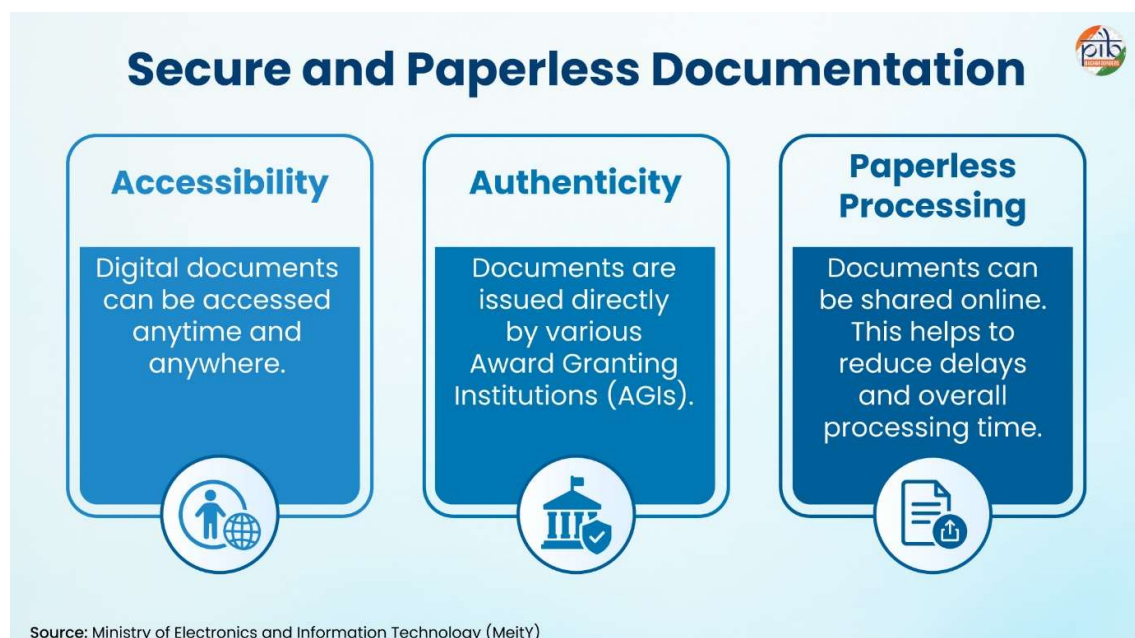 Secure and Paperless Documentation
pib
Accessibility
Digital documents
can be accessed
anytime and
anywhere.
Authenticity
Documents are
issued directly
by various
Award Granting
Institutions (AGIs).
Paperless
Processing
Documents can
be shared online.
This helps to
reduce delays
and overall
processing time.
Source: Ministry of Electronics and Information Technology (MeitY)